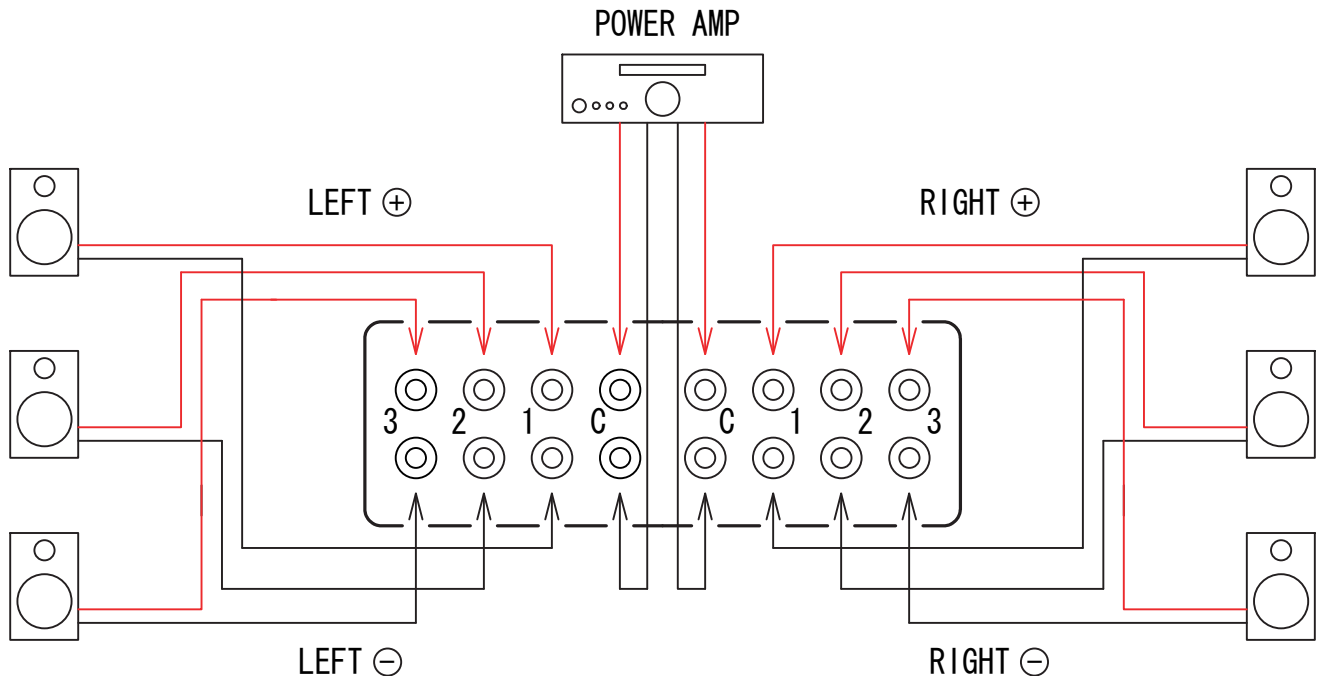 POWER AMP
LEFT ⊕
RIGHT ⊕
3 2 1 C C 1 2 3
LEFT ⊖
RIGHT ⊖